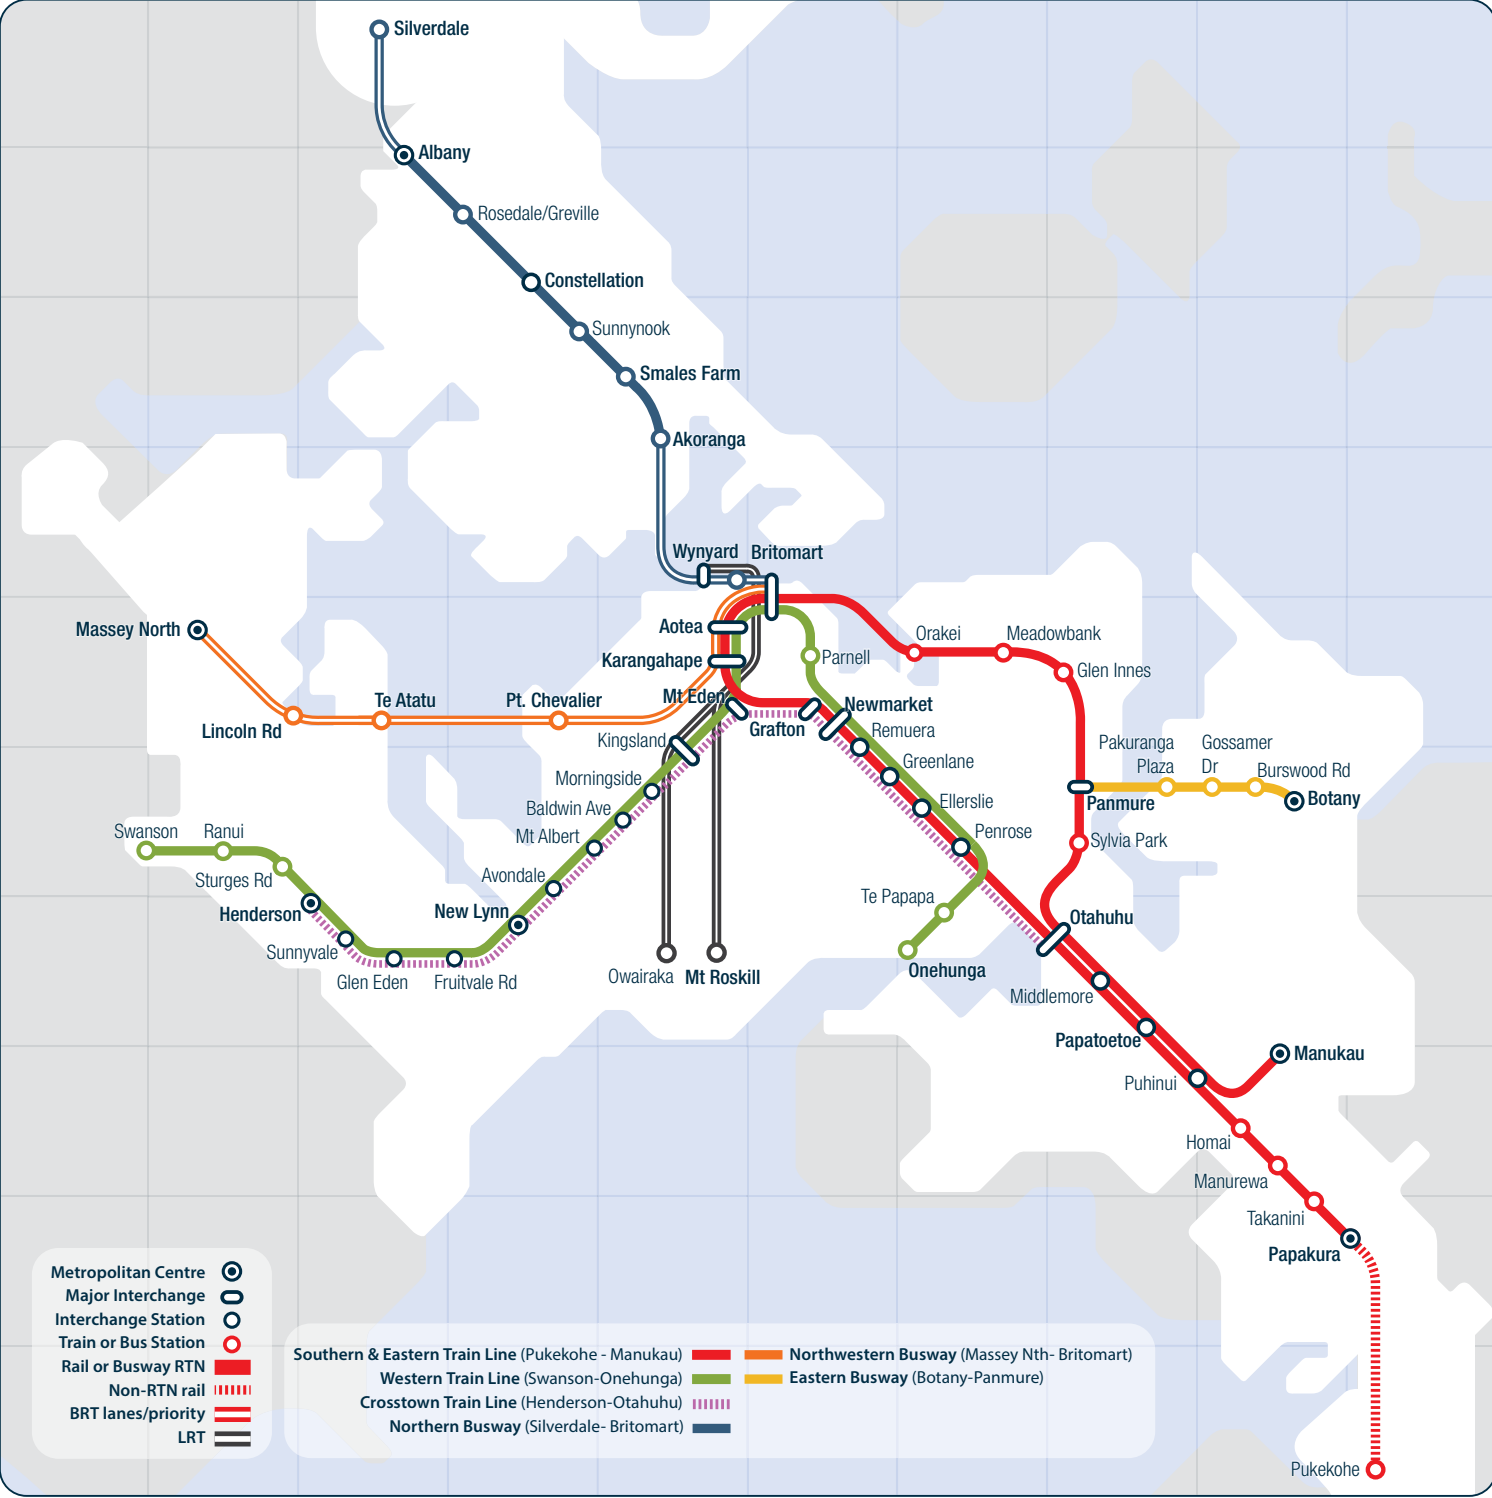 Silverdale
Albany
Rosedale/Greville
Constellation
Sunnynook
Smales Farm
Akoranga
Wynyard
Britomart
Massey North
Aotea
Orakei
Meadowbank
Karangahape
Parnell
Glen Innes
Te Atatu
Pt. Chevalier
Mt Eden
Newmarket
Lincoln Rd
Grafton
Remuera
Kingsland
Greenlane
Pakuranga
Plaza
Gossamer
Dr
Burswood Rd
Morningside
Panmure
Botany
Baldwin Ave
Ellerslie
Swanson
Ranui
Mt Albert
Penrose
Sylvia Park
Sturges Rd
Avondale
Te Papapa
Henderson
New Lynn
Otahuhu
Sunnyvale
Glen Eden
Fruitvale Rd
Owairaka
Mt Roskill
Onehunga
Middlemore
Papatoetoe
Manukau
Puhinui
Homai
Manurewa
Takanini
Papakura
Pukekohe
Metropolitan Centre
Major Interchange
Interchange Station
Train or Bus Station
Rail or Busway RTN
Non-RTN rail
BRT lanes/priority
LRT
Southern & Eastern Train Line (Pukekohe - Manukau)
Western Train Line (Swanson-Onehunga)
Crosstown Train Line (Henderson-Otahuhu)
Northern Busway (Silverdale- Britomart)
Northwestern Busway (Massey Nth- Britomart)
Eastern Busway (Botany-Panmure)